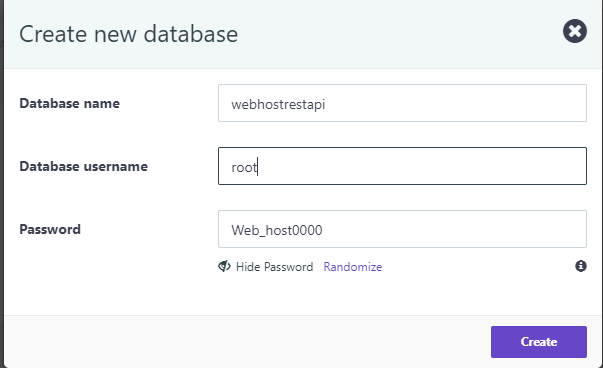 Create new database
Database name
webhostrestapi
Database username
root
Password
Web_host0000
Hide Password Randomize
Create